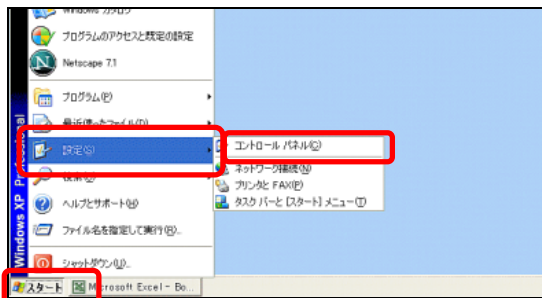 Windows カタログ
プログラムのアクセスと既定の設定
Netscape 7.1
プログラム(P)
最近使ったファイル(D)
設定(S)
コントロール パネル(C)
ネットワーク接続(N)
プリンタと FAX(P)
タスク バーと [スタート] メニュー(T)
検索(C)
ヘルプとサポート(H)
ファイル名を指定して実行(R)...
シャットダウン(U)...
Windows XP Professional
スタート
Microsoft Excel - Bo...